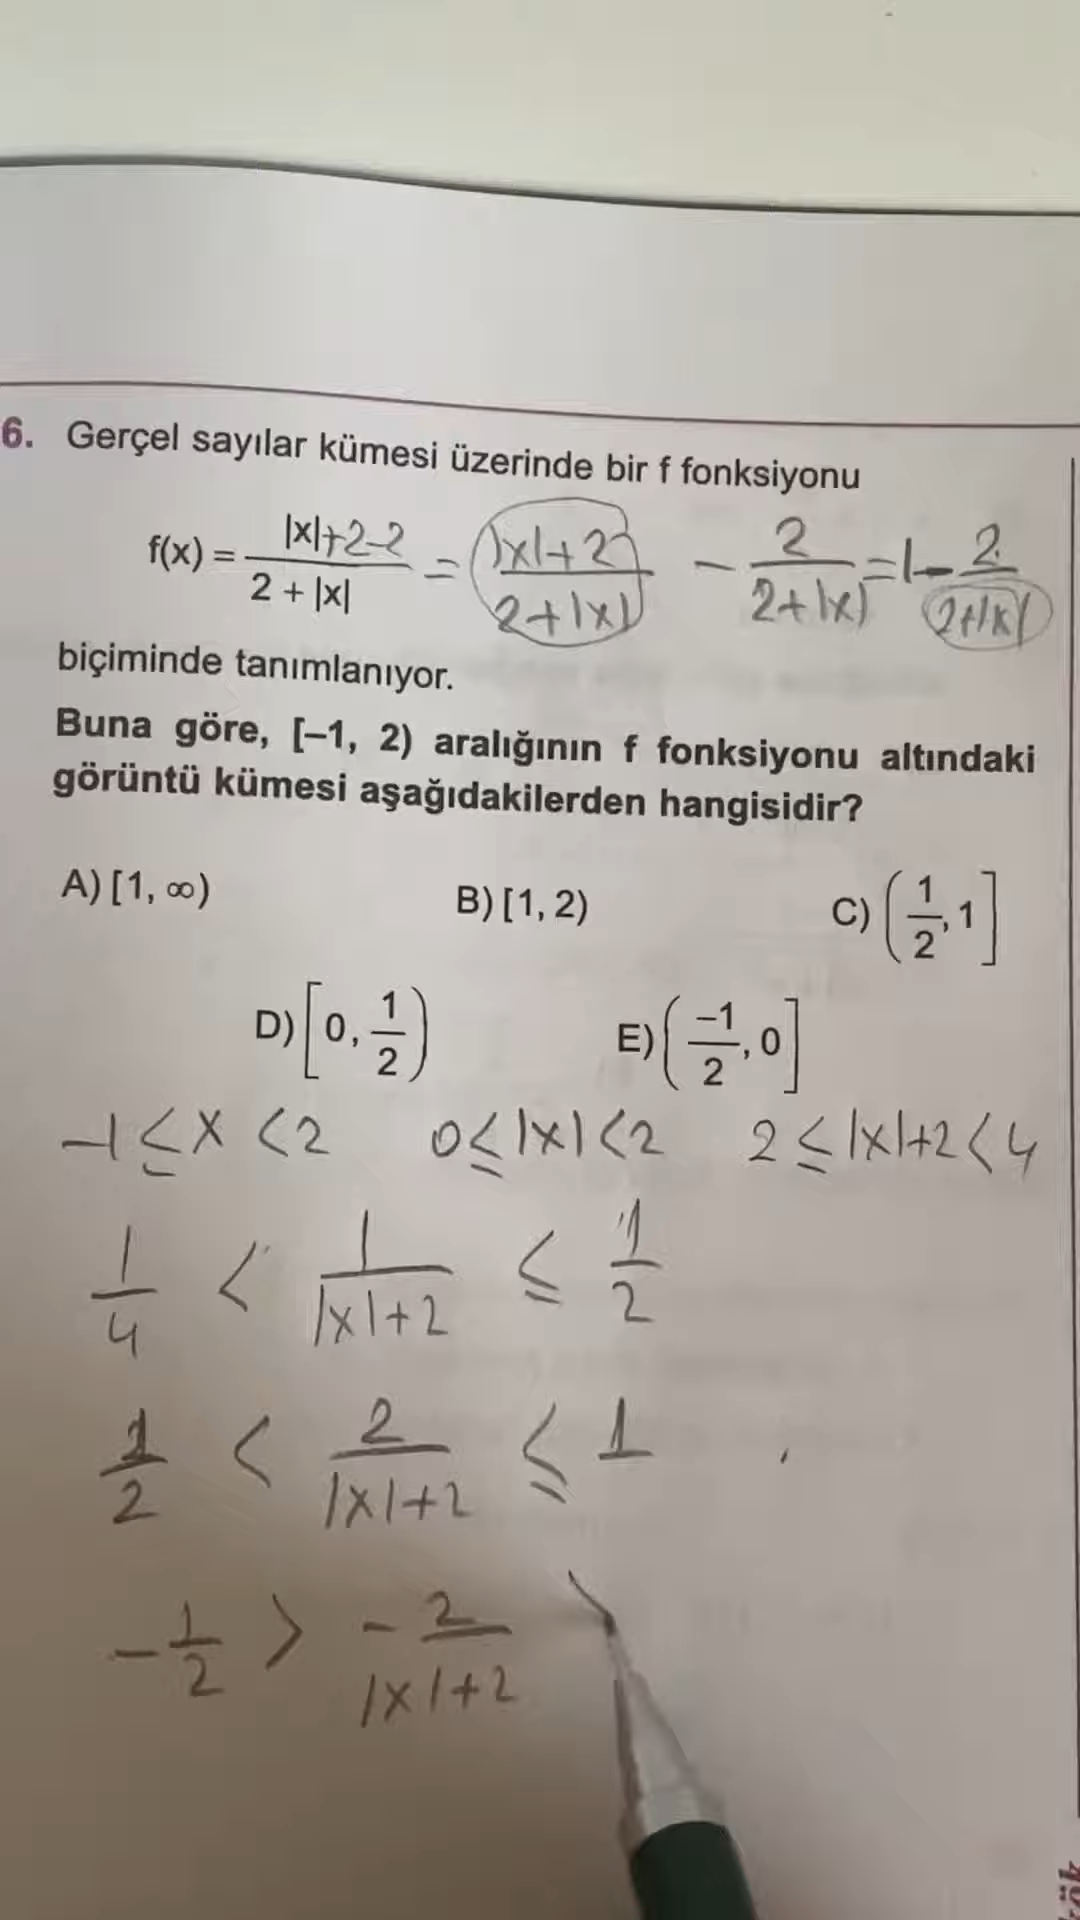 6. Gerçel sayılar kümesi üzerinde bir f fonksiyonu
f(x) = |x|+2-2 / 2 + |x| = |x|+2 / 2+|x| - 2 / 2+|x| = 1 - 2 / 2+|x|
biçiminde tanımlanıyor.
Buna göre, [–1, 2) aralığının f fonksiyonu altındaki
görüntü kümesi aşağıdakilerden hangisidir?
A) [1, ∞) B) [1, 2) C) (1/2, 1]
D) [0, 1/2) E) (-1/2, 0]
-1 ≤ x < 2 0 ≤ |x| < 2 2 ≤ |x|+2 < 4
1/4 < 1 / |x|+2 ≤ 1/2
1/2 < 2 / |x|+2 ≤ 1
-1/2 > -2 / |x|+2
kök